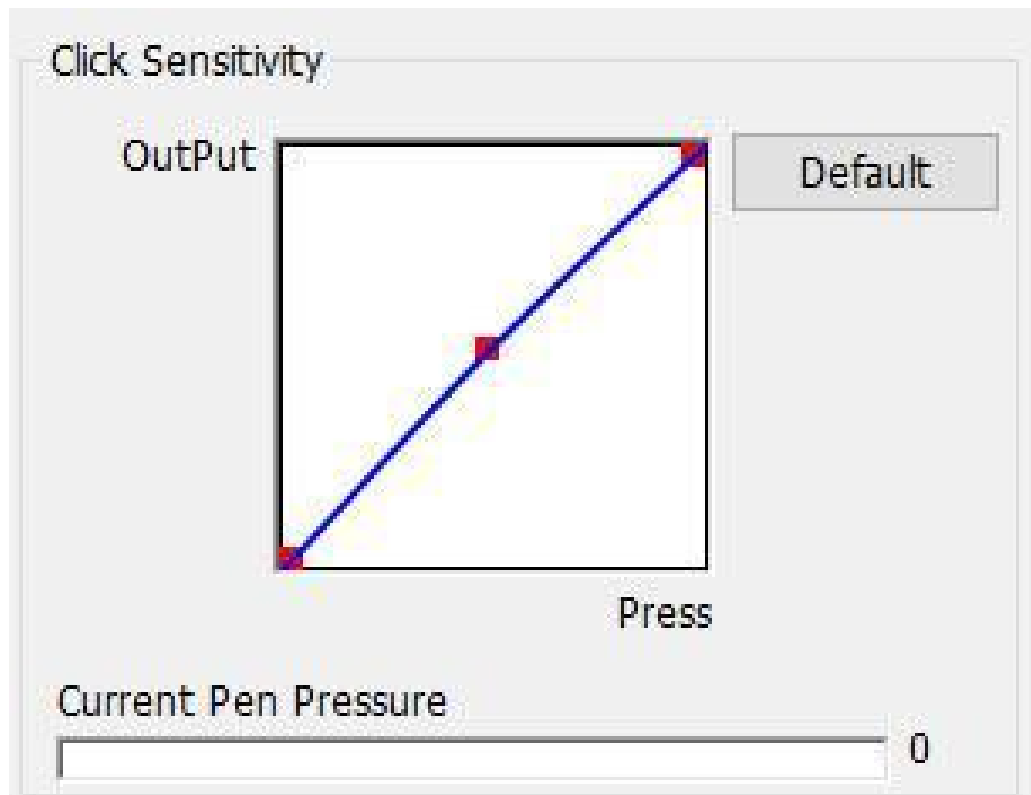 Click Sensitivity
OutPut
Default
Press
Current Pen Pressure
0